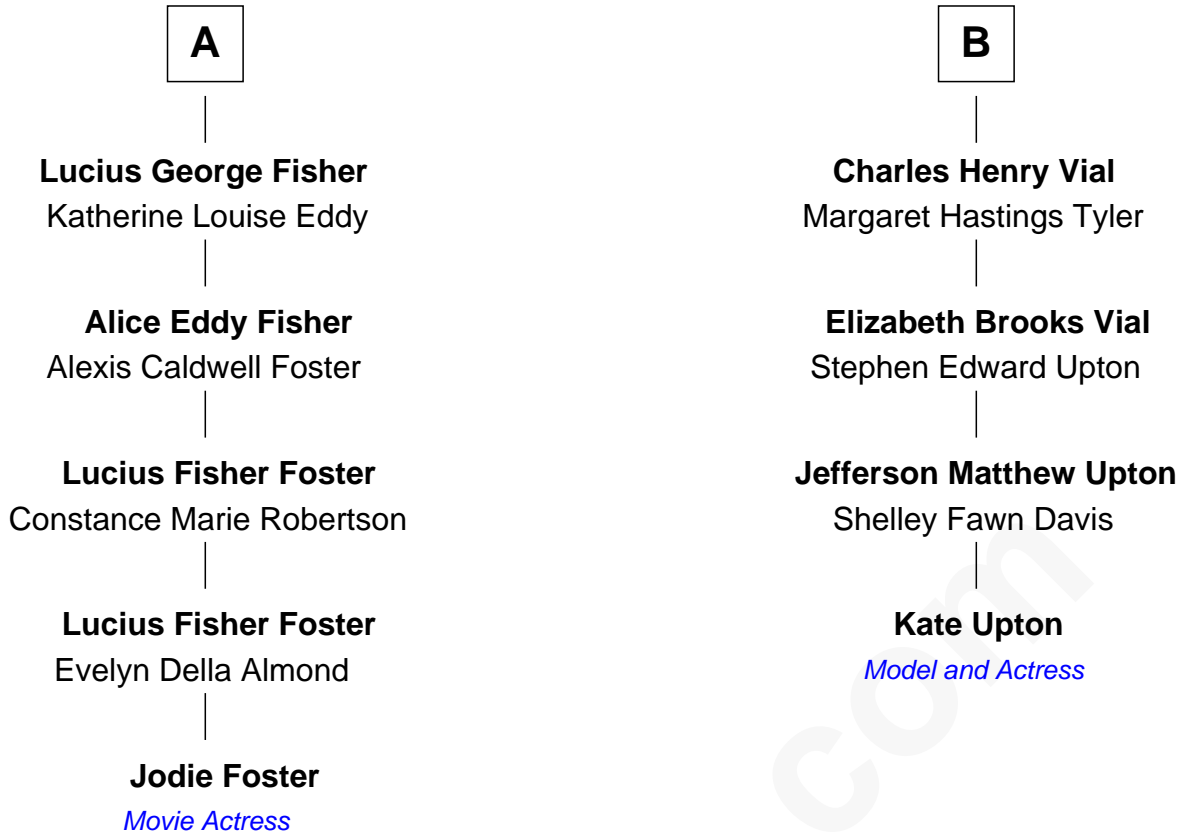 A
Lucius George Fisher
Katherine Louise Eddy
Alice Eddy Fisher
Alexis Caldwell Foster
Lucius Fisher Foster
Constance Marie Robertson
Lucius Fisher Foster
Evelyn Della Almond
Jodie Foster
Movie Actress
B
Charles Henry Vial
Margaret Hastings Tyler
Elizabeth Brooks Vial
Stephen Edward Upton
Jefferson Matthew Upton
Shelley Fawn Davis
Kate Upton
Model and Actress
com